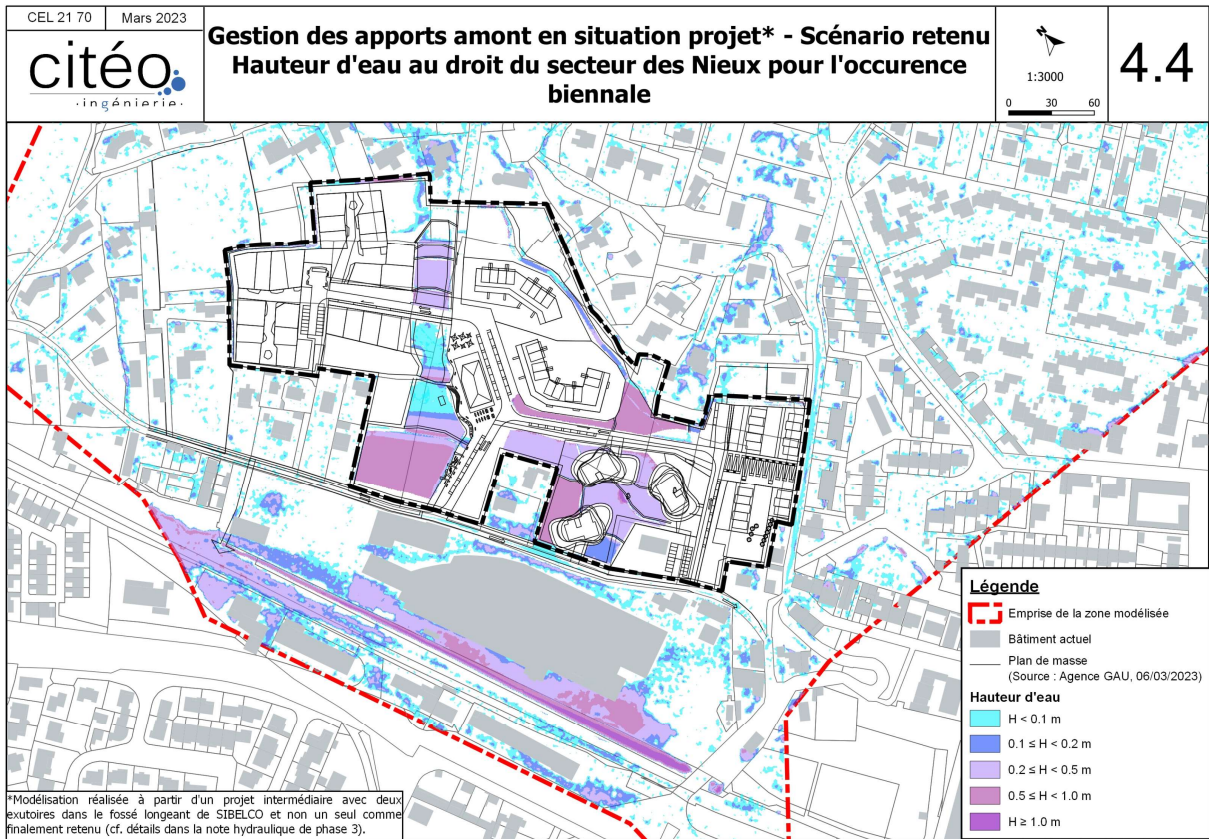 CEL 21 70
Mars 2023
citéo
·ingénierie·
Gestion des apports amont en situation projet* - Scénario retenu
Hauteur d'eau au droit du secteur des Nieux pour l'occurence
biennale
N
1:3000
0 30 60
4.4
Légende
Emprise de la zone modélisée
Bâtiment actuel
Plan de masse
(Source : Agence GAU, 06/03/2023)
Hauteur d'eau
H < 0.1 m
0.1 ≤ H < 0.2 m
0.2 ≤ H < 0.5 m
0.5 ≤ H < 1.0 m
H ≥ 1.0 m
*Modélisation réalisée à partir d'un projet intermédiaire avec deux
exutoires dans le fossé longeant de SIBELCO et non un seul comme
finalement retenu (cf. détails dans la note hydraulique de phase 3).